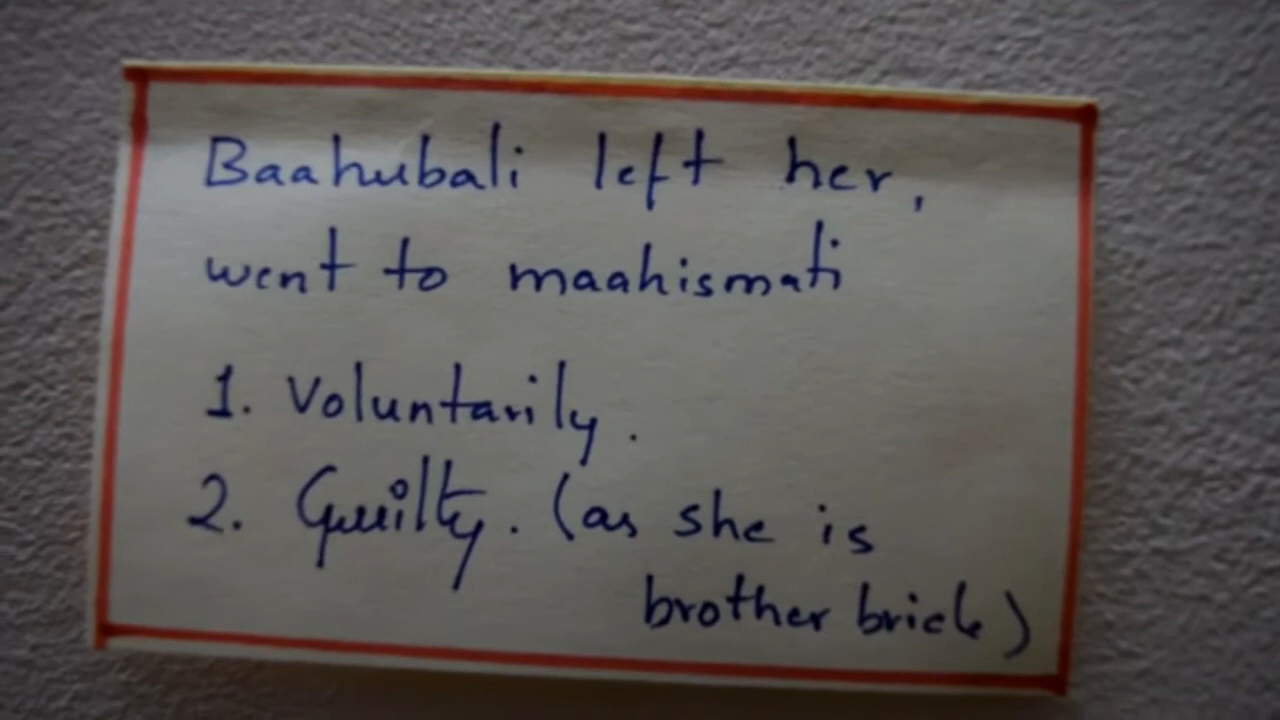 Baahubali left her,
went to maahismati
1. Voluntarily.
2. Guilty. (as she is
brother brick)